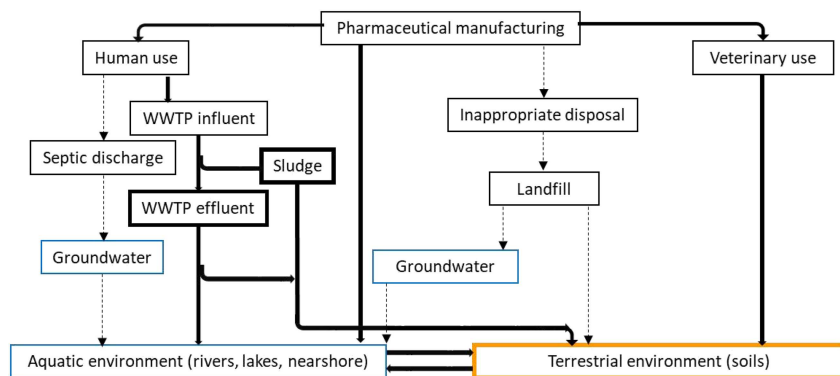 Pharmaceutical manufacturing
Human use
Veterinary use
WWTP influent
Inappropriate disposal
Septic discharge
Sludge
Landfill
WWTP effluent
Groundwater
Groundwater
Aquatic environment (rivers, lakes, nearshore)
Terrestrial environment (soils)